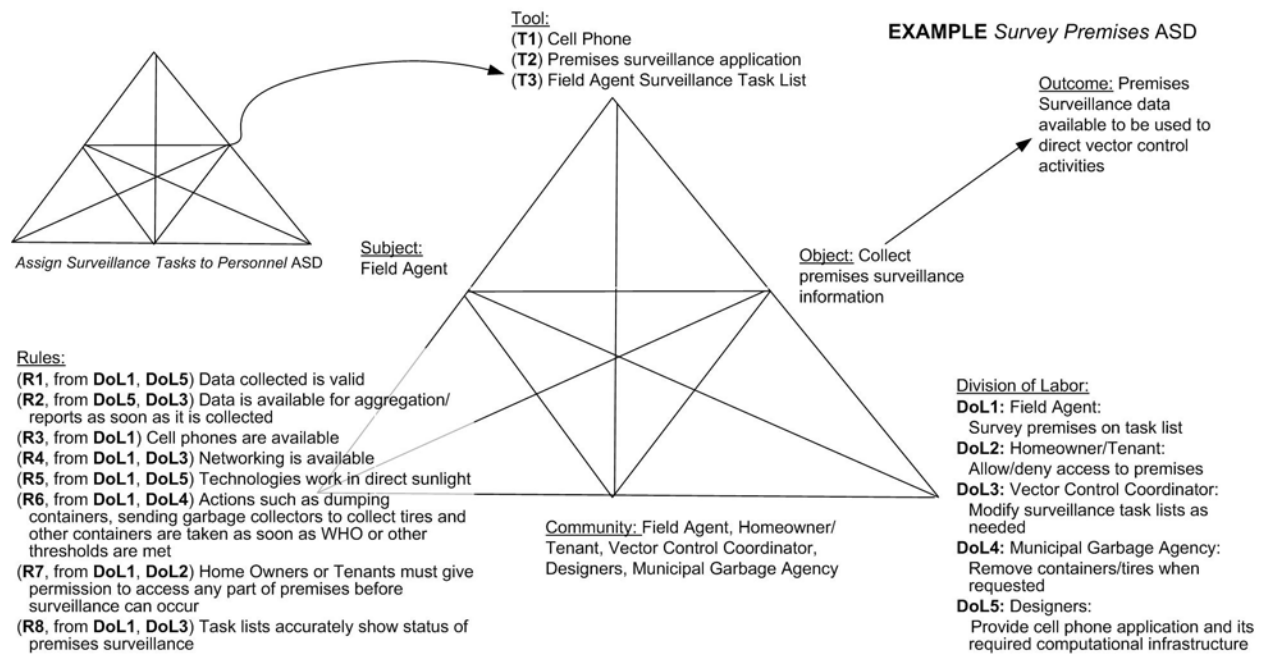 Tool:
(T1) Cell Phone
(T2) Premises surveillance application
(T3) Field Agent Surveillance Task List
EXAMPLE Survey Premises ASD
Outcome: Premises
Surveillance data
available to be used to
direct vector control
activities
Assign Surveillance Tasks to Personnel ASD
Subject:
Field Agent
Object: Collect
premises surveillance
information
Rules:
(R1, from DoL1, DoL5) Data collected is valid
(R2, from DoL5, DoL3) Data is available for aggregation/
reports as soon as it is collected
(R3, from DoL1) Cell phones are available
(R4, from DoL1, DoL3) Networking is available
(R5, from DoL1, DoL5) Technologies work in direct sunlight
(R6, from DoL1, DoL4) Actions such as dumping
containers, sending garbage collectors to collect tires and
other containers are taken as soon as WHO or other
thresholds are met
(R7, from DoL1, DoL2) Home Owners or Tenants must give
permission to access any part of premises before
surveillance can occur
(R8, from DoL1, DoL3) Task lists accurately show status of
premises surveillance
Community: Field Agent, Homeowner/
Tenant, Vector Control Coordinator,
Designers, Municipal Garbage Agency
Division of Labor:
DoL1: Field Agent:
Survey premises on task list
DoL2: Homeowner/Tenant:
Allow/deny access to premises
DoL3: Vector Control Coordinator:
Modify surveillance task lists as
needed
DoL4: Municipal Garbage Agency:
Remove containers/tires when
requested
DoL5: Designers:
Provide cell phone application and its
required computational infrastructure